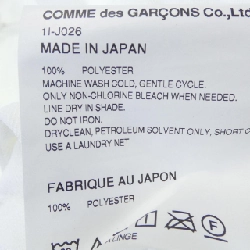 COMME des GARÇONS Co.,Ltd
1I-J026
MADE IN JAPAN
100% POLYESTER
MACHINE WASH COLD, GENTLE CYCLE.
ONLY NON-CHLORINE BLEACH WHEN NEEDED.
LINE DRY IN SHADE.
DO NOT IRON.
DRYCLEAN, PETROLEUM SOLVENT ONLY, SHORT C
USE A LAUNDRY NET
FABRIQUE AU JAPON
100% POLYESTER
F